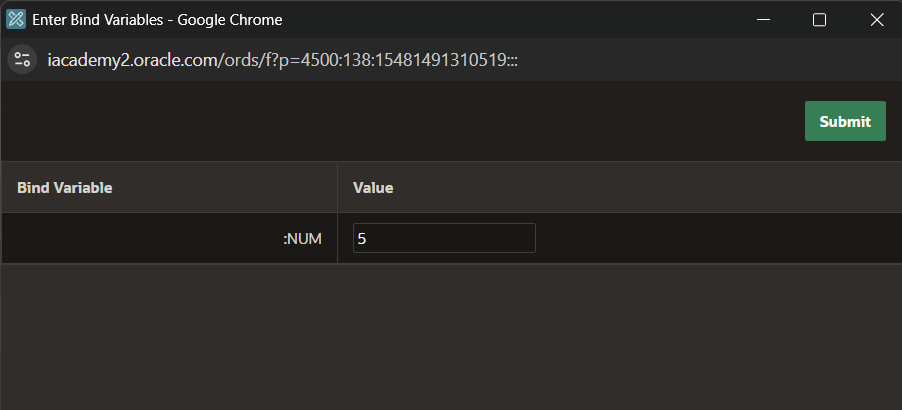 Enter Bind Variables - Google Chrome
iacademy2.oracle.com/ords/f?p=4500:138:15481491310519:::
Submit
Bind Variable Value
:NUM 5